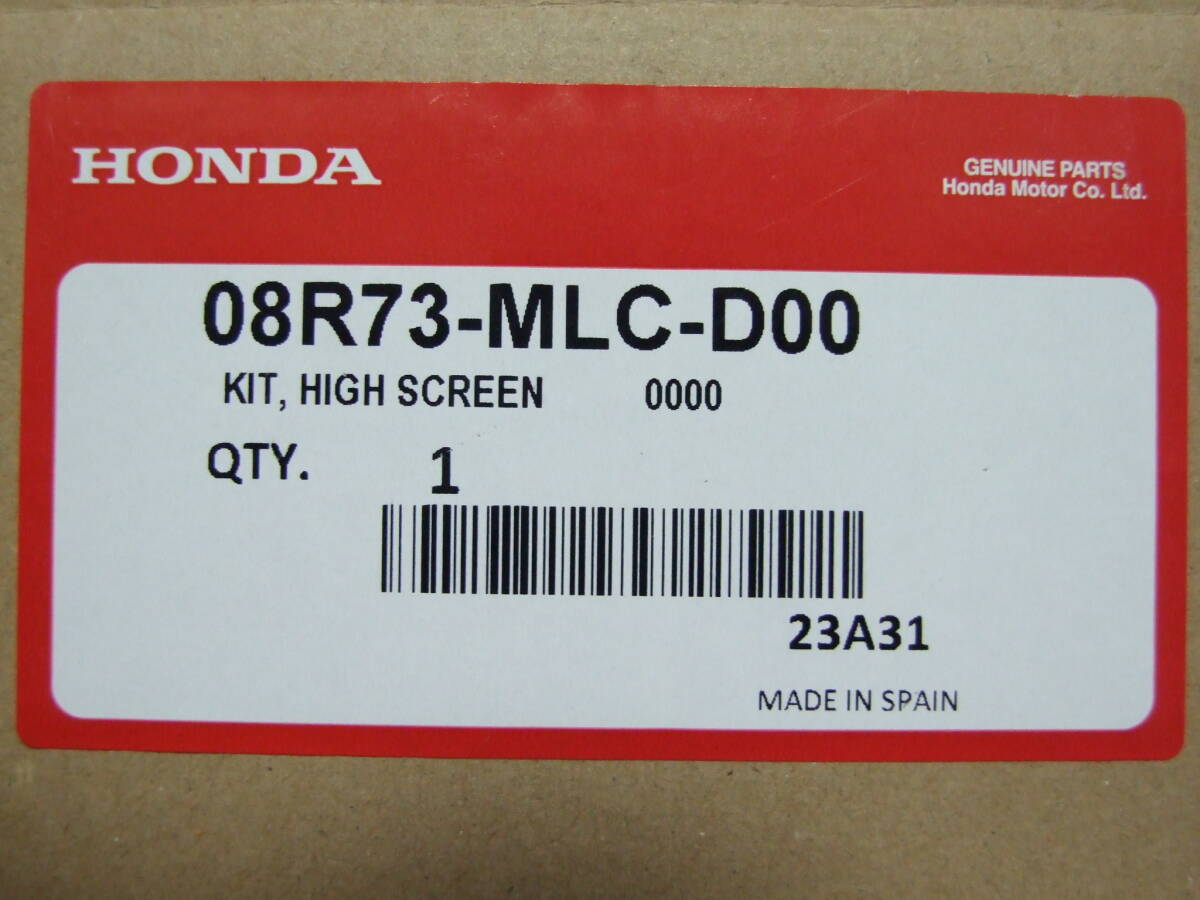 HONDA
GENUINE PARTS
Honda Motor Co. Ltd.
08R73-MLC-D00
KIT, HIGH SCREEN 0000
QTY. 1
23A31
MADE IN SPAIN